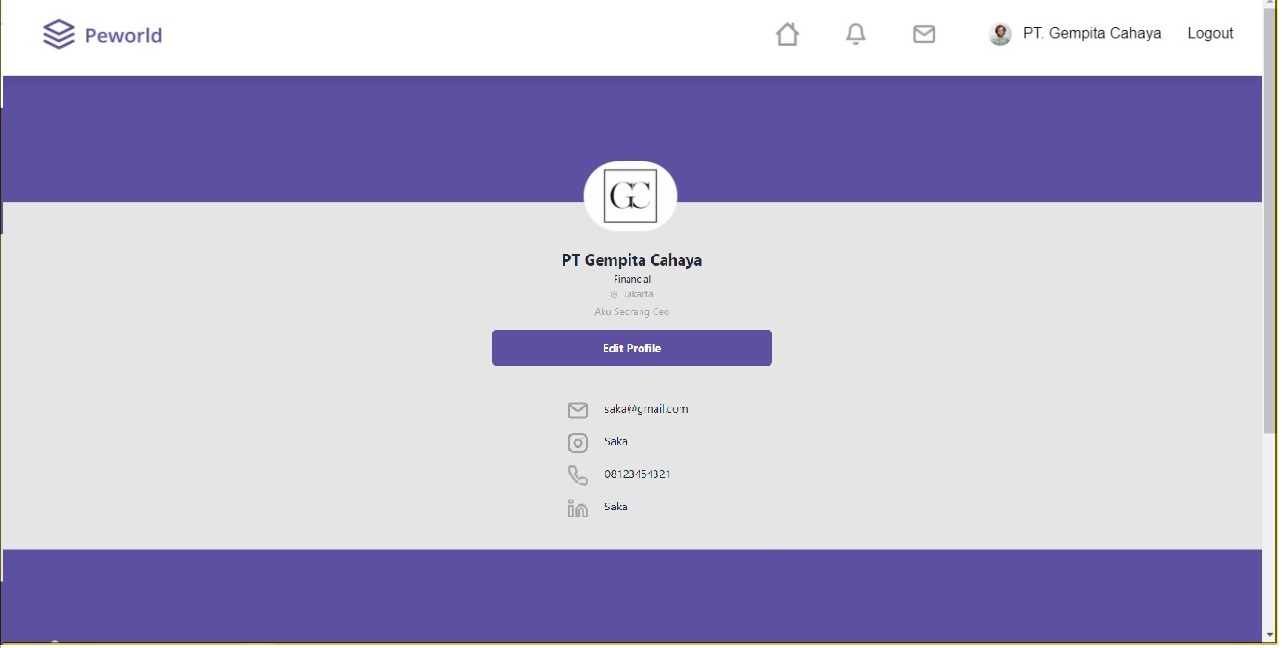 Peworld
PT. Gempita Cahaya
Logout
GC
PT Gempita Cahaya
Financial
Jakarta
Aku Seorang Ceo
Edit Profile
saka@gmail.com
Saka
08123454321
Saka